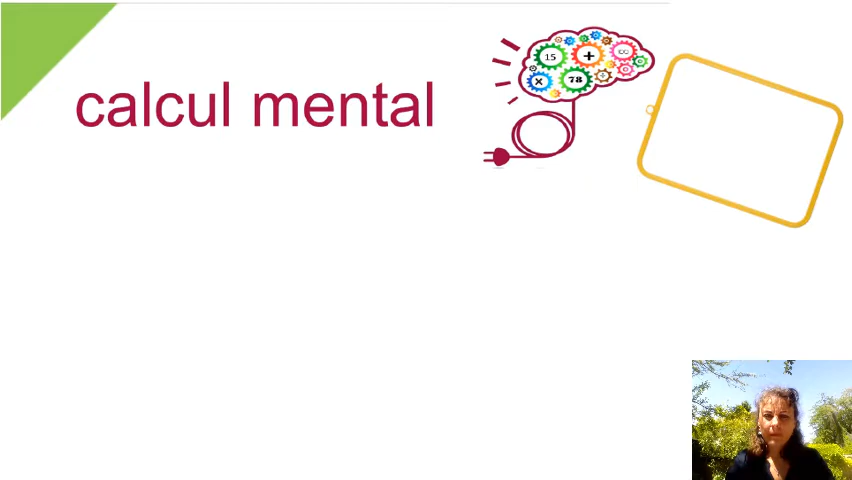 calcul mental
15 + ∞
x 78